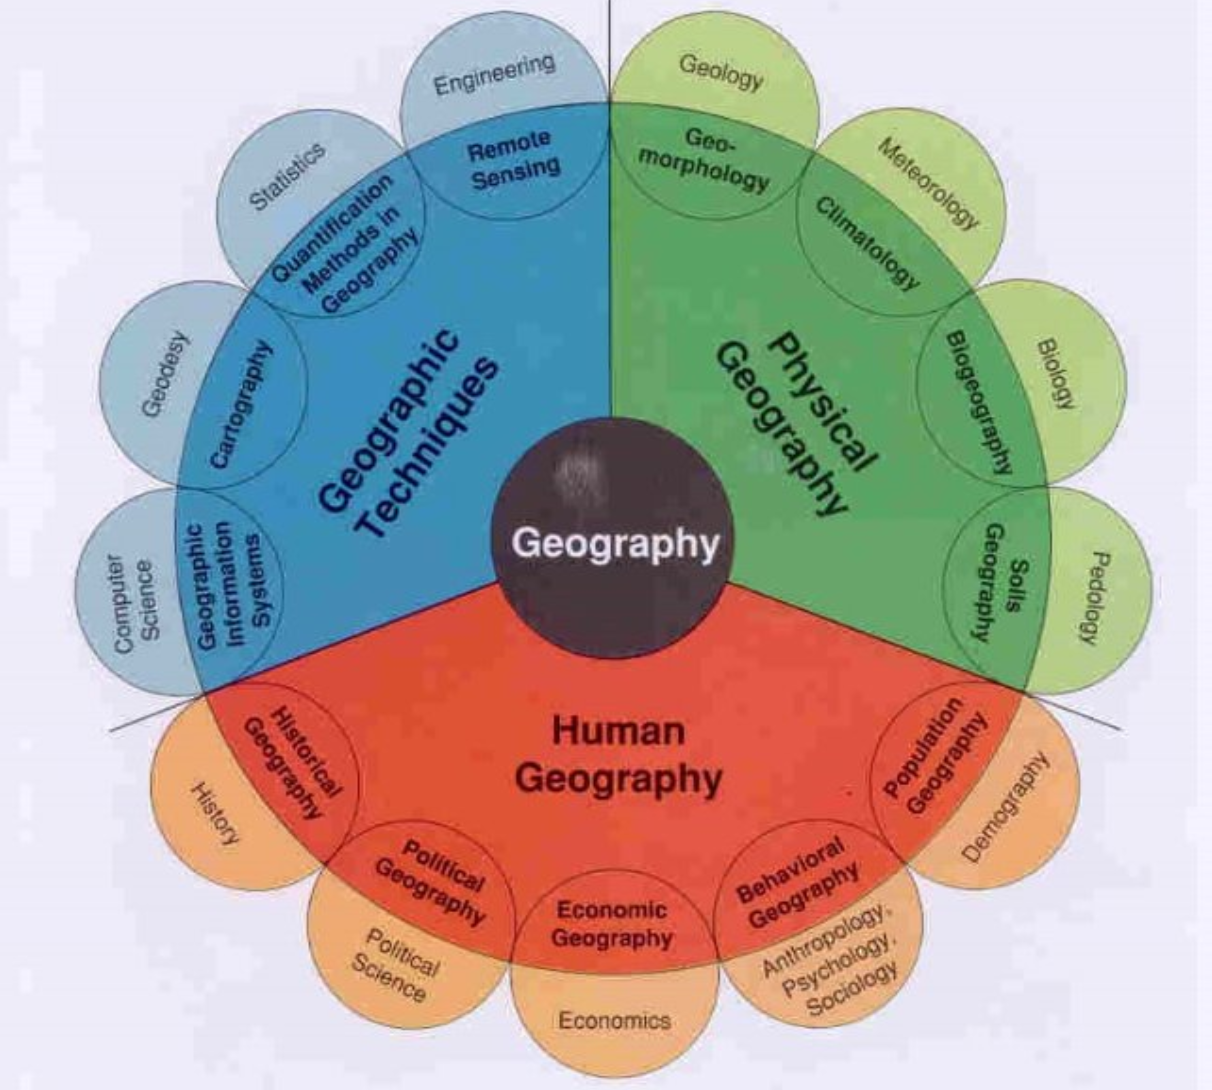 Engineering
Remote
Sensing
Geology
Geo-
morphology
Meteorology
Climatology
Biology
Biogeography
Pedology
Soils
Geography
Physical
Geography
Statistics
Quantification
Methods in
Geography
Geodesy
Cartography
Computer
Science
Geographic
Information
Systems
Geographic
Techniques
Geography
Human
Geography
History
Historical
Geography
Political
Geography
Political
Science
Economic
Geography
Economics
Behavioral
Geography
Anthropology,
Psychology,
Sociology
Population
Geography
Demography